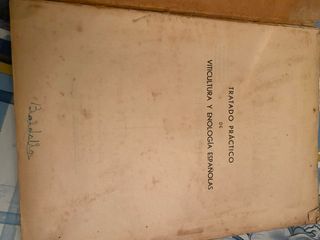 TRATADO PRÁCTICO
DE
VITICULTURA Y ENOLOGÍA ESPAÑOLAS